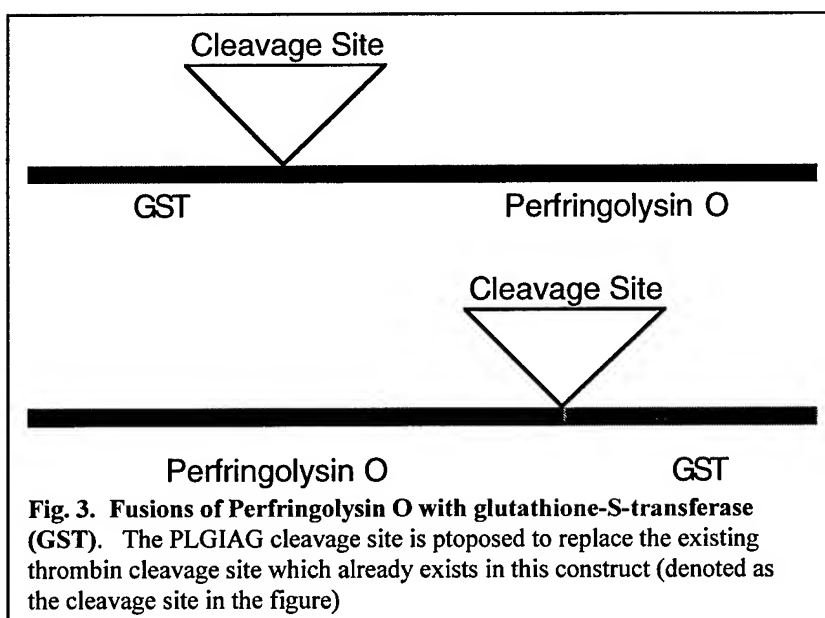 Cleavage Site
GST Perfringolysin O
Cleavage Site
Perfringolysin O GST
Fig. 3. Fusions of Perfringolysin O with glutathione-S-transferase
(GST). The PLGIAG cleavage site is ptoposed to replace the existing
thrombin cleavage site which already exists in this construct (denoted as
the cleavage site in the figure)